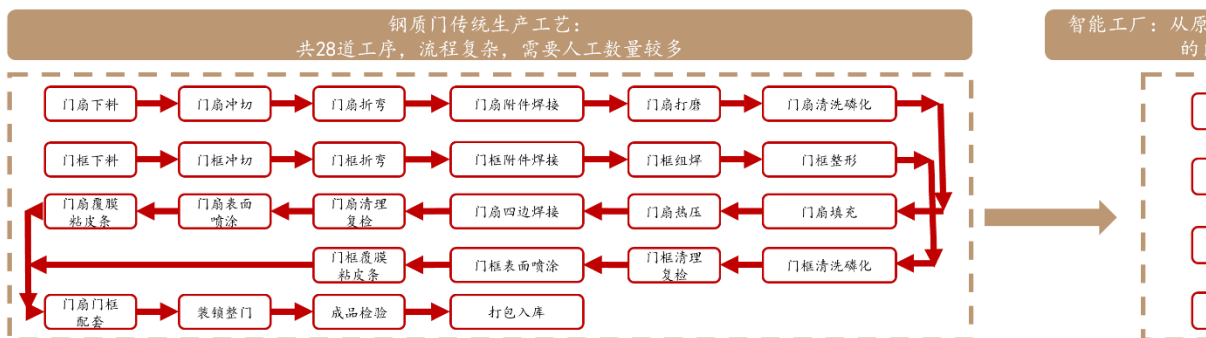 钢质门传统生产工艺：
共28道工序，流程复杂，需要人工数量较多
智能工厂：从原
的
门扇下料
门扇冲切
门扇折弯
门扇附件焊接
门扇打磨
门扇清洗磷化
门框下料
门框冲切
门框折弯
门框附件焊接
门框组焊
门框整形
门扇覆膜
粘皮条
门扇表面
喷涂
门扇清理
复检
门扇四边焊接
门扇热压
门扇填充
门框覆膜
粘皮条
门框表面喷涂
门框清理
复检
门框清洗磷化
门扇门框
配套
装锁整门
成品检验
打包入库